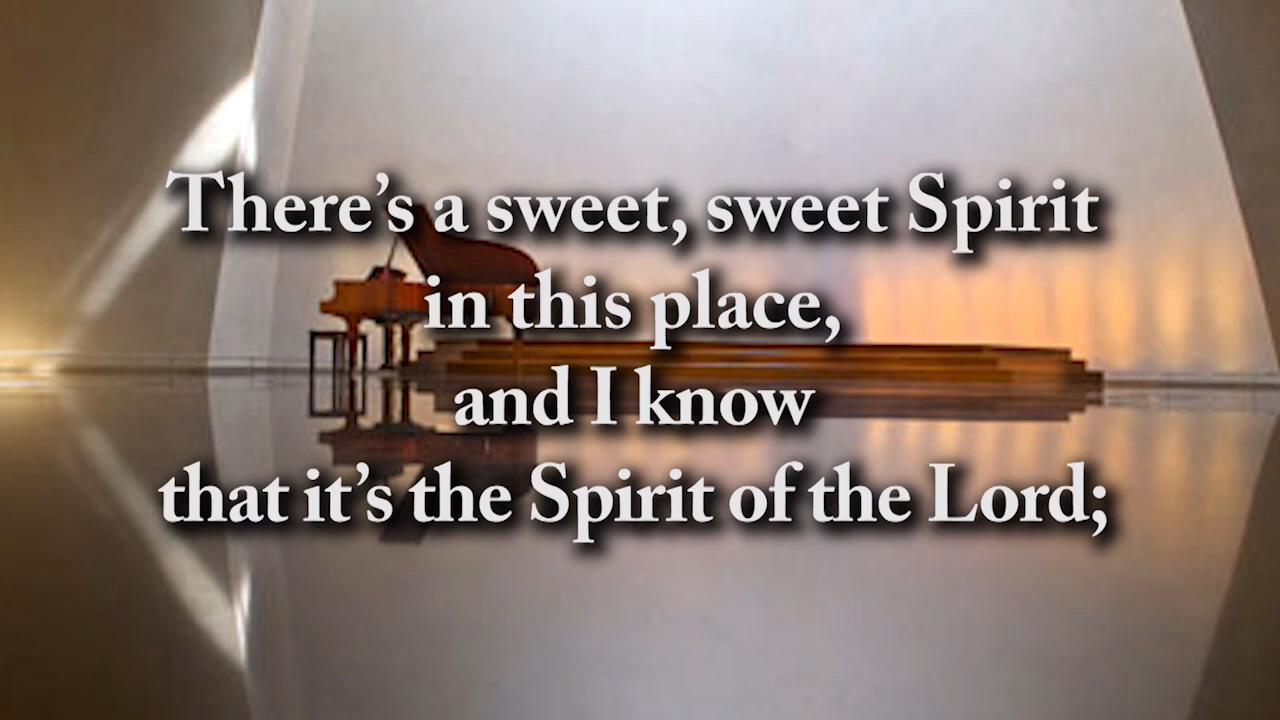 There’s a sweet, sweet Spirit
in this place,
and I know
that it’s the Spirit of the Lord;